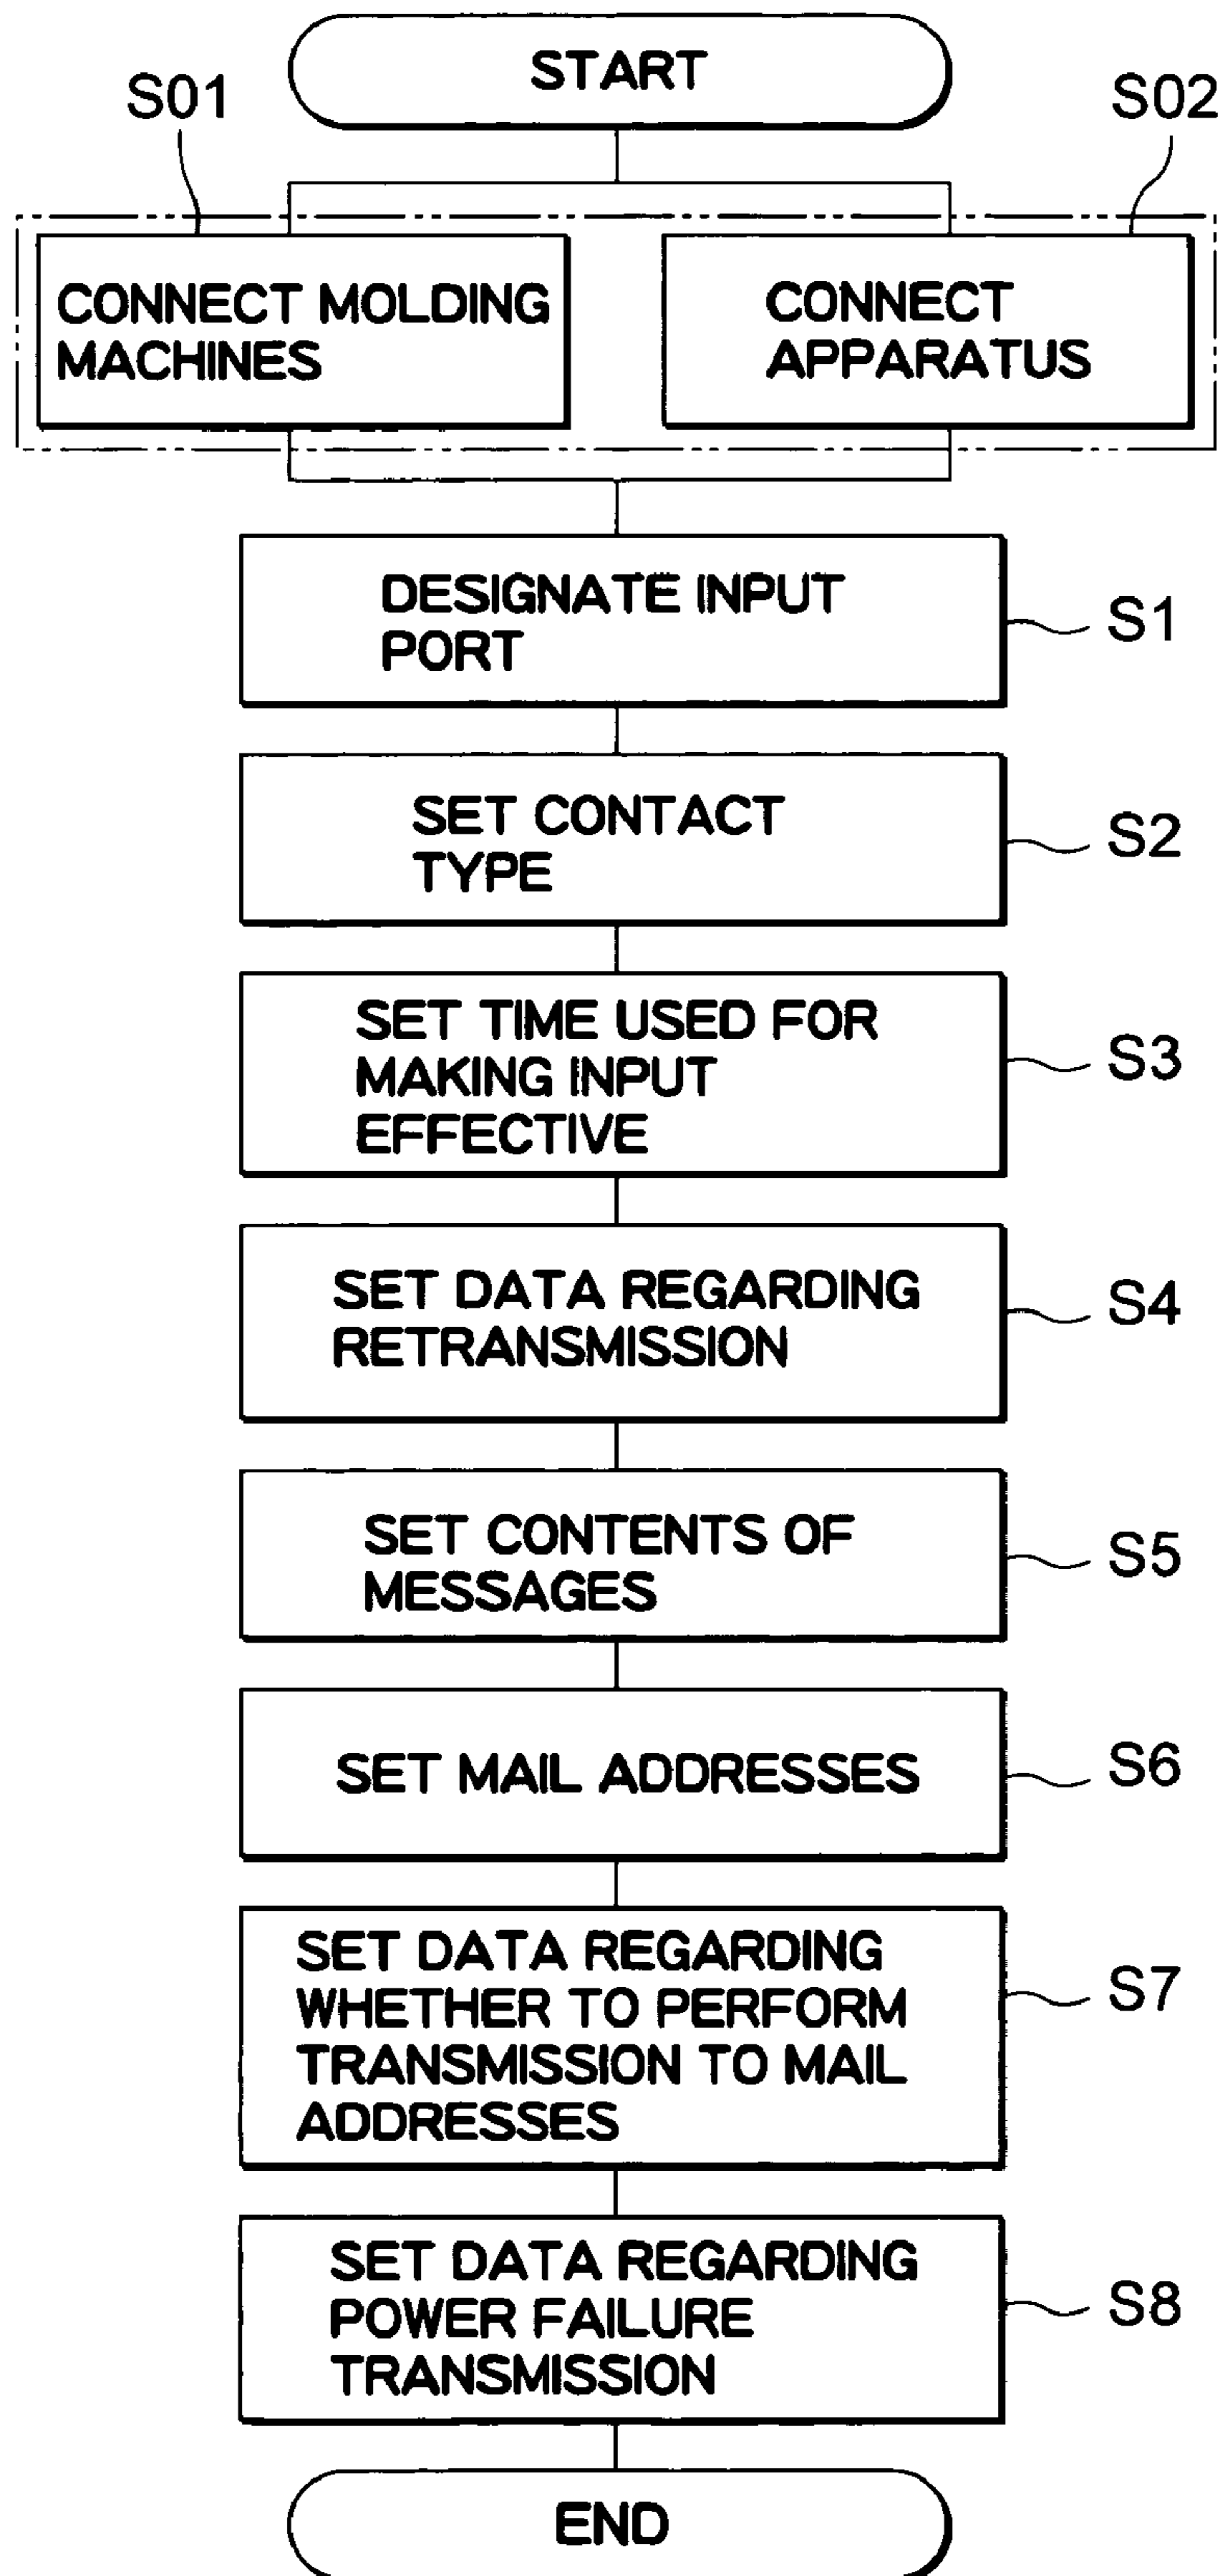 START
S01
S02
CONNECT MOLDING
MACHINES
CONNECT
APPARATUS
DESIGNATE INPUT
PORT
S1
SET CONTACT
TYPE
S2
SET TIME USED FOR
MAKING INPUT
EFFECTIVE
S3
SET DATA REGARDING
RETRANSMISSION
S4
SET CONTENTS OF
MESSAGES
S5
SET MAIL ADDRESSES
S6
SET DATA REGARDING
WHETHER TO PERFORM
TRANSMISSION TO MAIL
ADDRESSES
S7
SET DATA REGARDING
POWER FAILURE
TRANSMISSION
S8
END